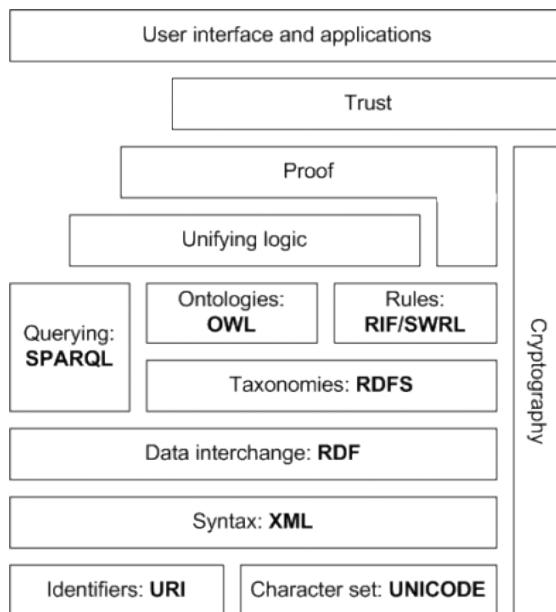 User interface and applications
Trust
Proof
Unifying logic
Querying:
SPARQL
Ontologies:
OWL
Rules:
RIF/SWRL
Taxonomies: RDFS
Cryptography
Data interchange: RDF
Syntax: XML
Identifiers: URI
Character set: UNICODE